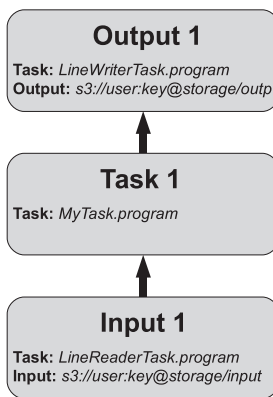 Output 1
Task: LineWriterTask.program
Output: s3://user:key@storage/outp
Task 1
Task: MyTask.program
Input 1
Task: LineReaderTask.program
Input: s3://user:key@storage/input